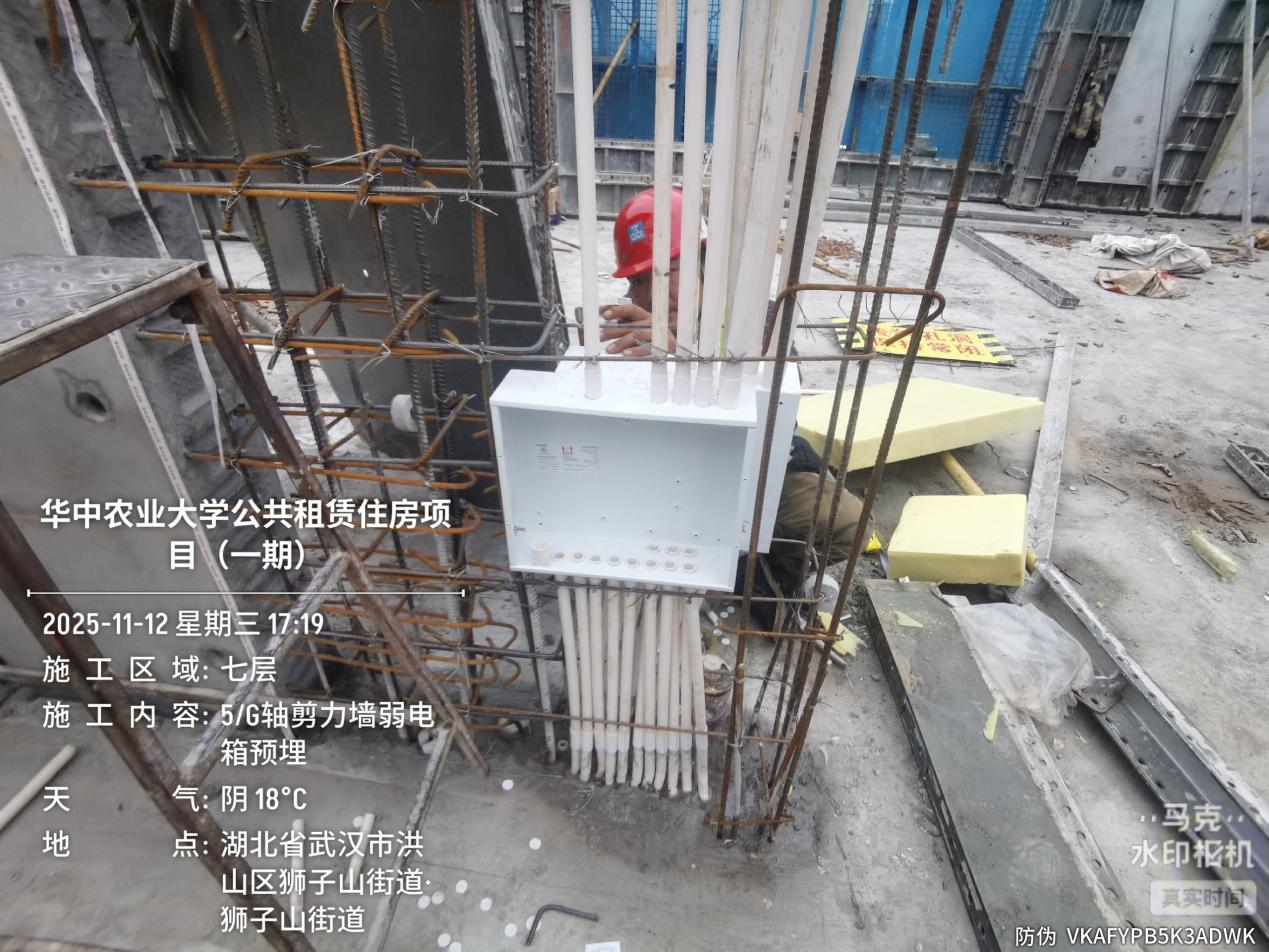 华中农业大学公共租赁住房项
目（一期）
2025-11-12 星期三 17:19
施工区域：七层
施工内容：5/G轴剪力墙弱电
箱预埋
天气：阴 18°C
地点：湖北省武汉市洪
山区狮子山街道·
狮子山街道
马克
水印相机
真实时间
防伪 VKAFYPB5K3ADWK